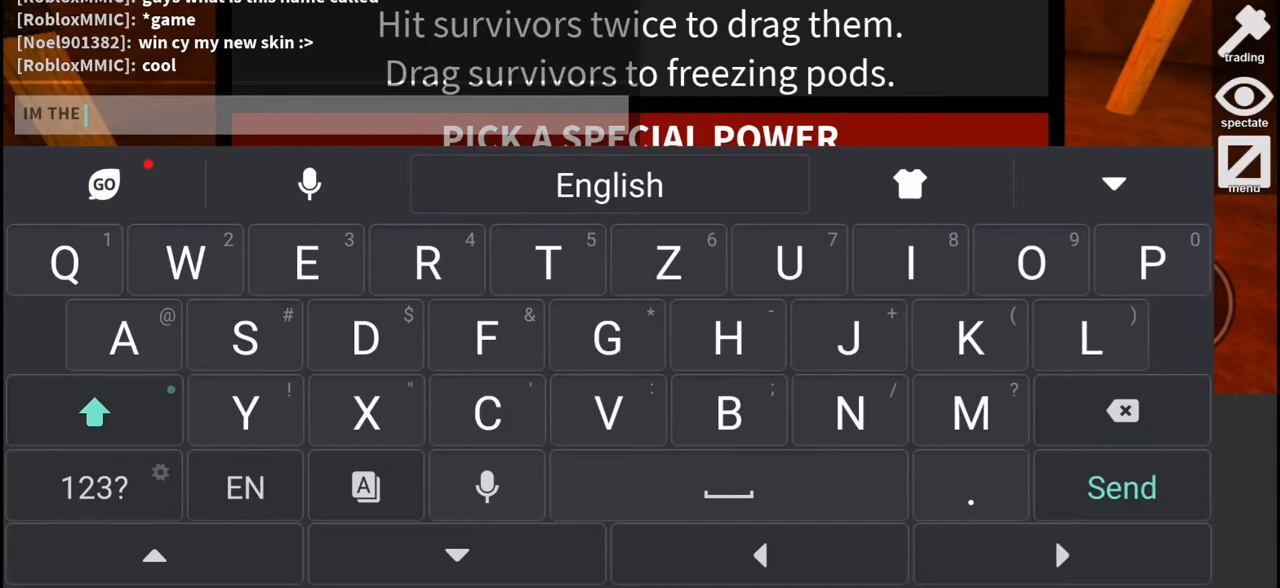 [RobloxMMIC]: guys what is this name called
[RobloxMMIC]: *game
[Noel901382]: win cy my new skin :>
[RobloxMMIC]: cool
IM THE
Hit survivors twice to drag them.
Drag survivors to freezing pods.
PICK A SPECIAL POWER
trading
spectate
menu
GO
English
Q 1 W 2 E 3 R 4 T 5 Z 6 U 7 I 8 O 9 P 0
A @ S # D $ F & G * H - J + K ( L )
Y ! X " C ' V : B ; N / M ?
123? EN A . Send